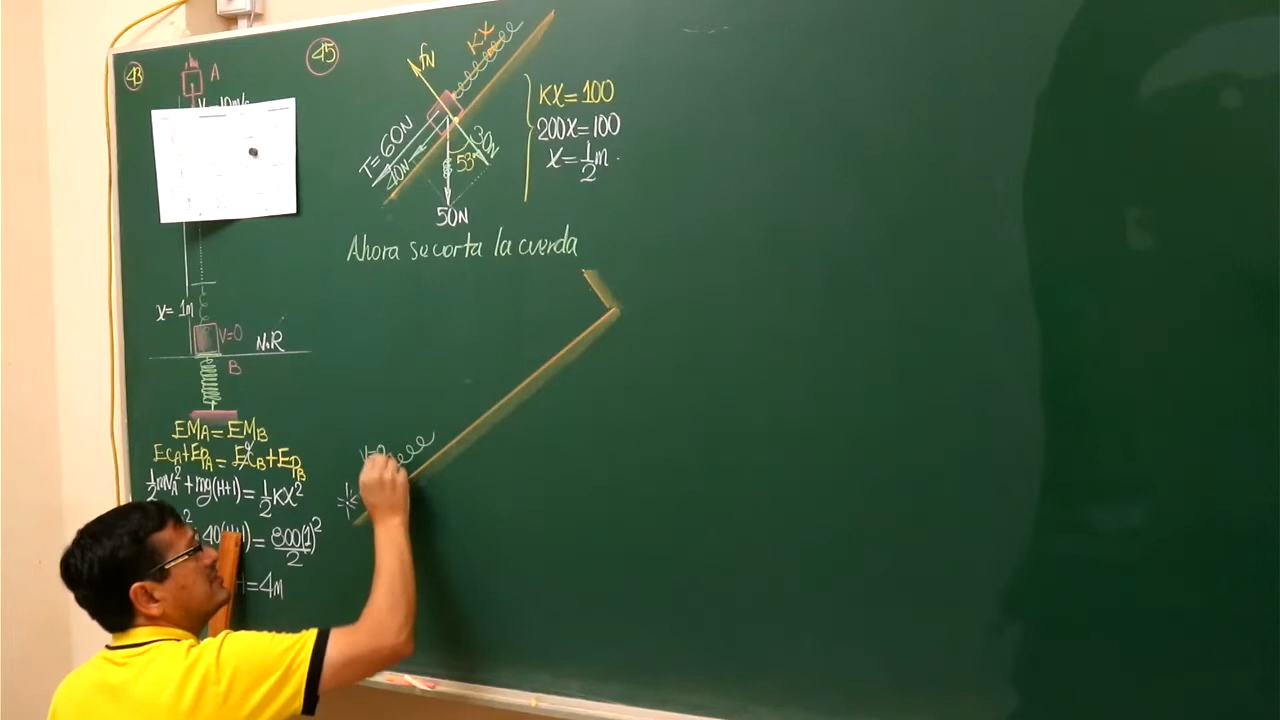 43
A
X=1m
V=0
N.R
B
EMA=EMB
EcA+EpA=EcB+EpB
½mVA²+mg(H+1)=½KX²
40(H+1)=800(1)²/2
H=4m
45
fN
KX
T=60N
40N
30N
53°
50N
KX=100
200X=100
X=½m.
Ahora se corta la cuerda